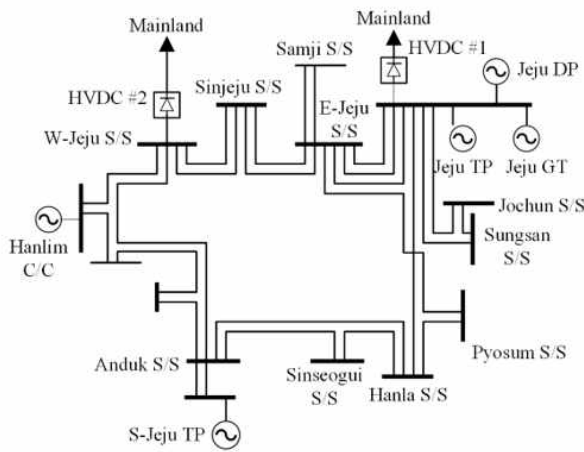 Mainland
Mainland
Samji S/S
HVDC #1
Jeju DP
HVDC #2
Sinjeju S/S
E-Jeju
S/S
W-Jeju S/S
Jeju TP
Jeju GT
Jochun S/S
Hanlim
C/C
Sungsan
S/S
Anduk S/S
Sinseogui
S/S
Hanla S/S
Pyosum S/S
S-Jeju TP